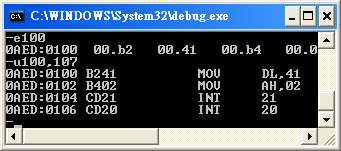 C:\WINDOWS\System32\debug.exe
-e100
0AED:0100  00.b2   00.41   00.b4   00.0
-u100,107
0AED:0100 B241          MOV     DL,41
0AED:0102 B402          MOV     AH,02
0AED:0104 CD21          INT     21
0AED:0106 CD20          INT     20
-